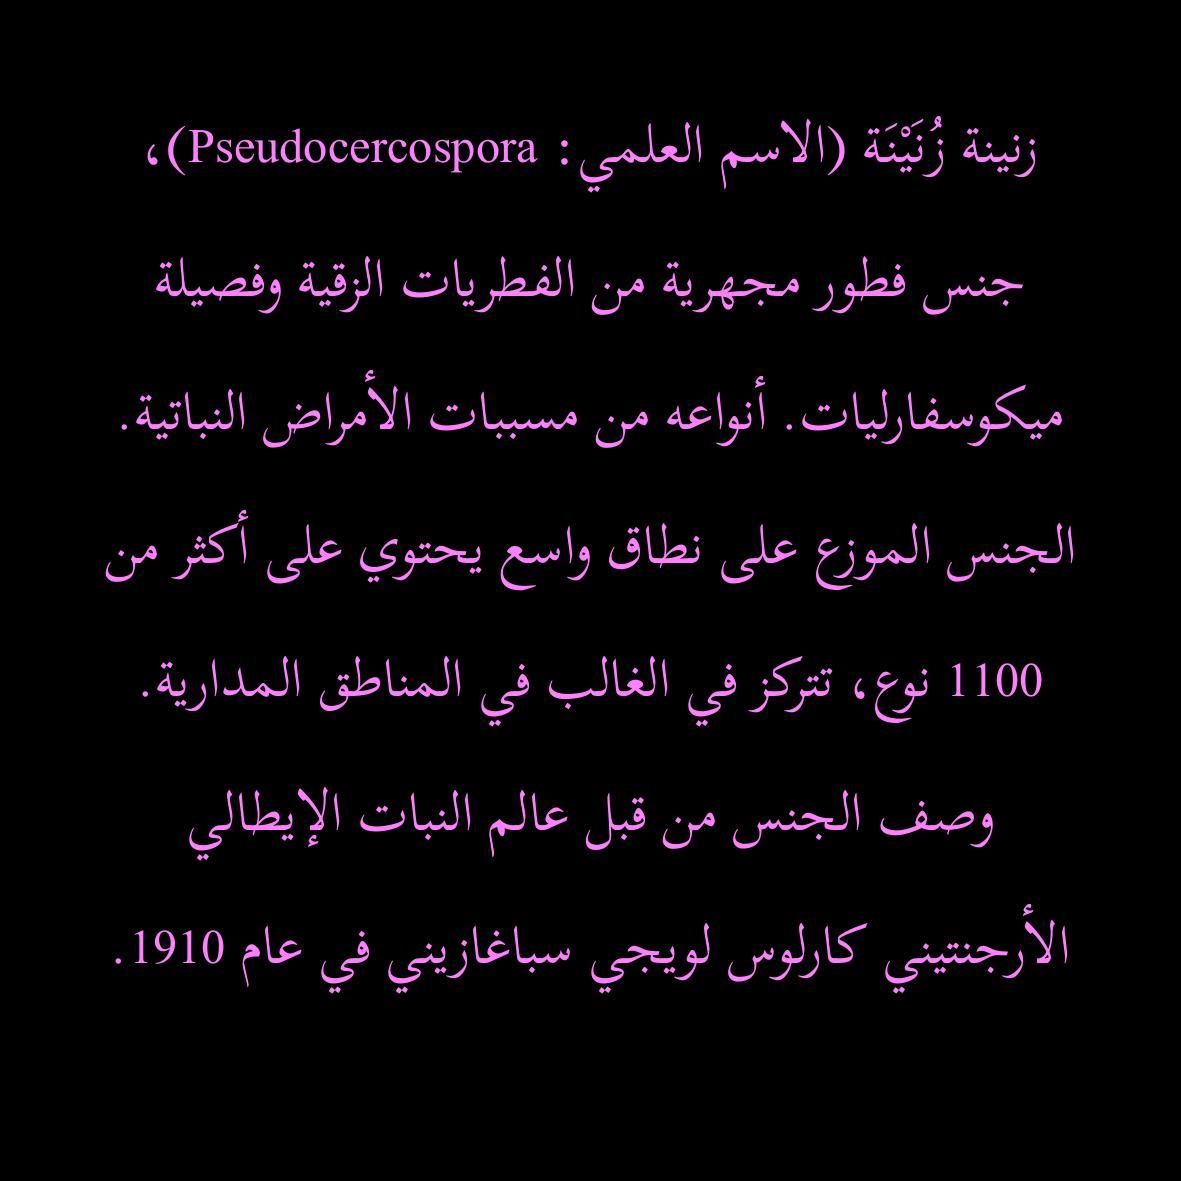 زنينة زُنَيْنَة (الاسم العلمي: Pseudocercospora)،
جنس فطور مجهرية من الفطريات الزقية وفصيلة
ميكوسفارليات. أنواعه من مسببات الأمراض النباتية.
الجنس الموزع على نطاق واسع يحتوي على أكثر من
1100 نوع، تتركز في الغالب في المناطق المدارية.
وصف الجنس من قبل عالم النبات الإيطالي
الأرجنتيني كارلوس لويجي سباغازيني في عام 1910.